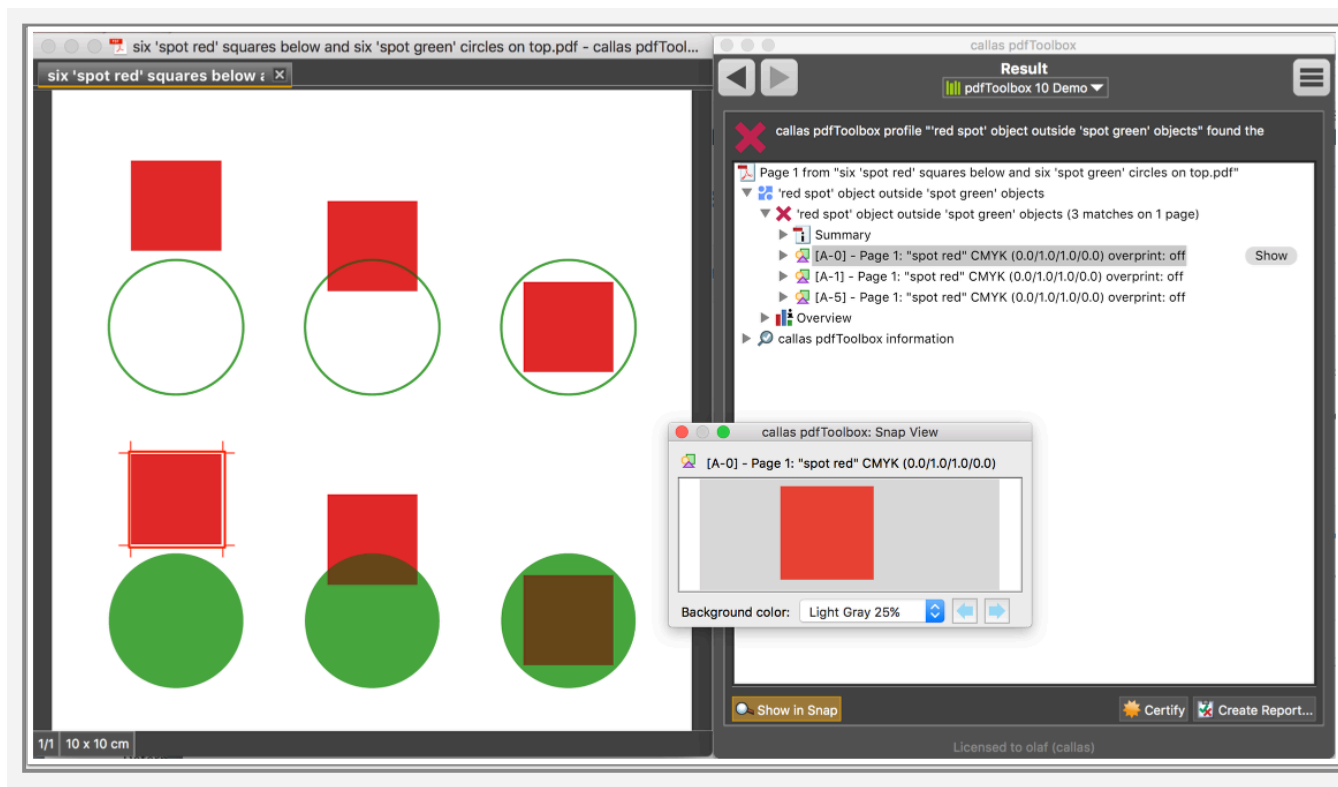 six 'spot red' squares below and six 'spot green' circles on top.pdf - callas pdfTool...
six 'spot red' squares below a
1/1 10 x 10 cm
callas pdfToolbox
Result
pdfToolbox 10 Demo
callas pdfToolbox profile "'red spot' object outside 'spot green' objects" found the
Page 1 from "six 'spot red' squares below and six 'spot green' circles on top.pdf"
'red spot' object outside 'spot green' objects
'red spot' object outside 'spot green' objects (3 matches on 1 page)
Summary
[A-0] - Page 1: "spot red" CMYK (0.0/1.0/1.0/0.0) overprint: off Show
[A-1] - Page 1: "spot red" CMYK (0.0/1.0/1.0/0.0) overprint: off
[A-5] - Page 1: "spot red" CMYK (0.0/1.0/1.0/0.0) overprint: off
Overview
callas pdfToolbox information
callas pdfToolbox: Snap View
[A-0] - Page 1: "spot red" CMYK (0.0/1.0/1.0/0.0)
Background color: Light Gray 25%
Show in Snap Certify Create Report...
Licensed to olaf (callas)